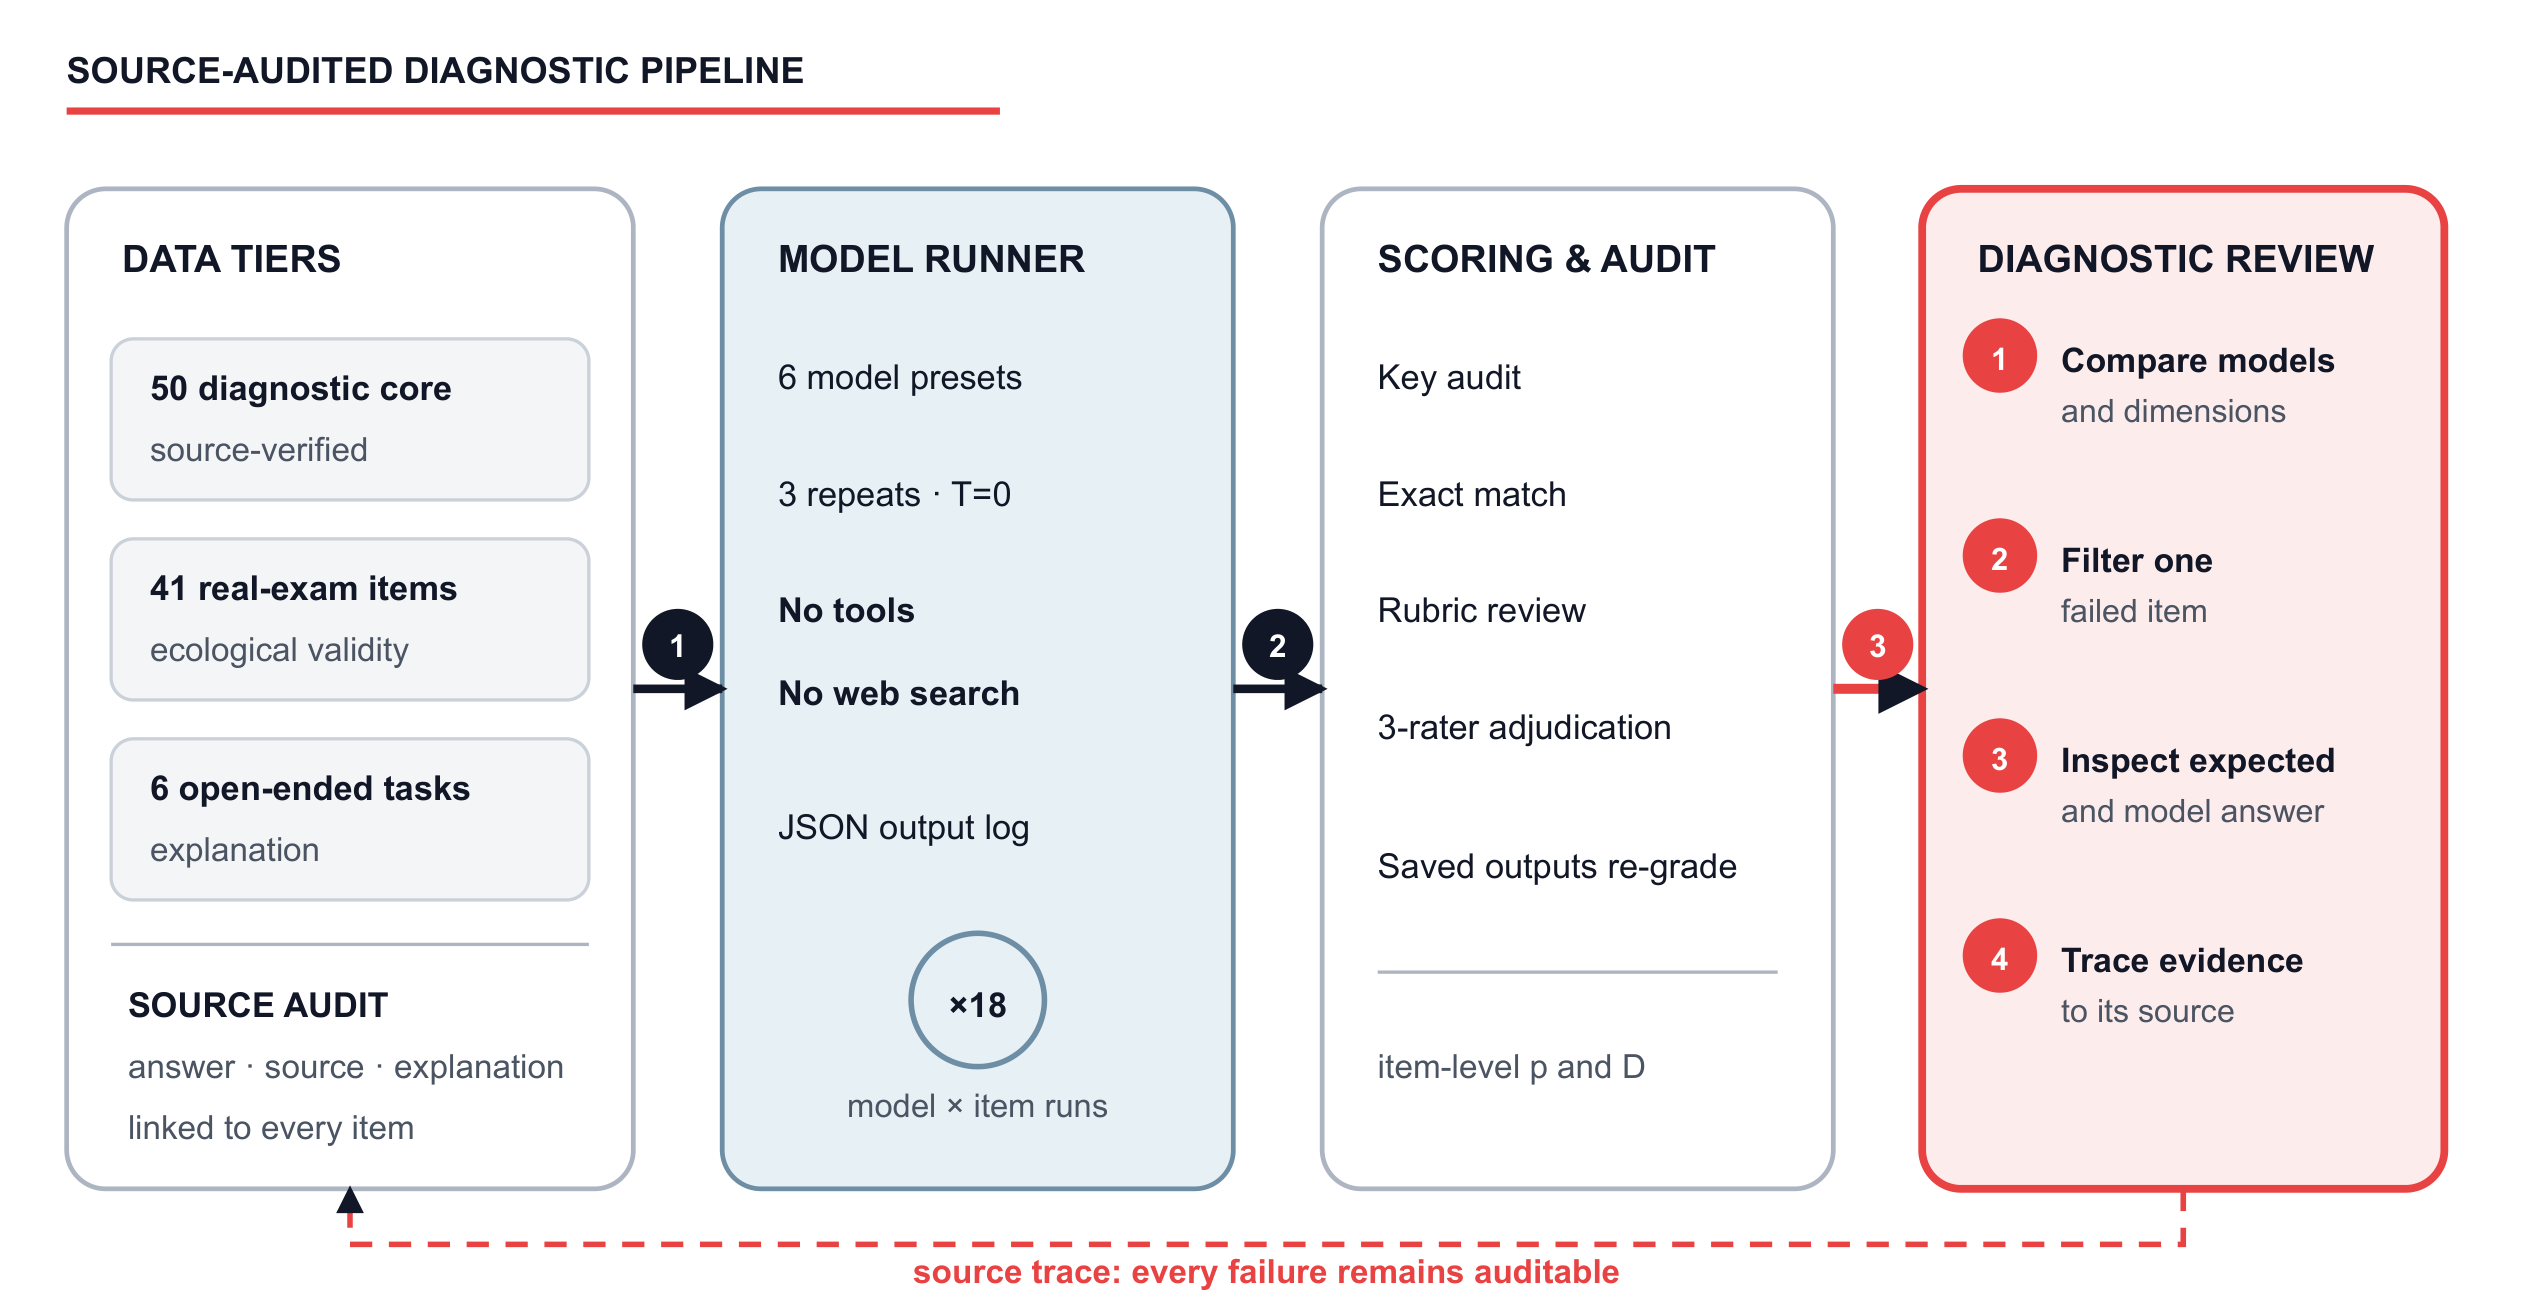 SOURCE-AUDITED DIAGNOSTIC PIPELINE
DATA TIERS
50 diagnostic core
source-verified
41 real-exam items
ecological validity
6 open-ended tasks
explanation
SOURCE AUDIT
answer · source · explanation
linked to every item
1
MODEL RUNNER
6 model presets
3 repeats · T=0
No tools
No web search
JSON output log
×18
model × item runs
2
SCORING & AUDIT
Key audit
Exact match
Rubric review
3-rater adjudication
Saved outputs re-grade
item-level p and D
3
DIAGNOSTIC REVIEW
1
Compare models
and dimensions
2
Filter one
failed item
3
Inspect expected
and model answer
4
Trace evidence
to its source
source trace: every failure remains auditable